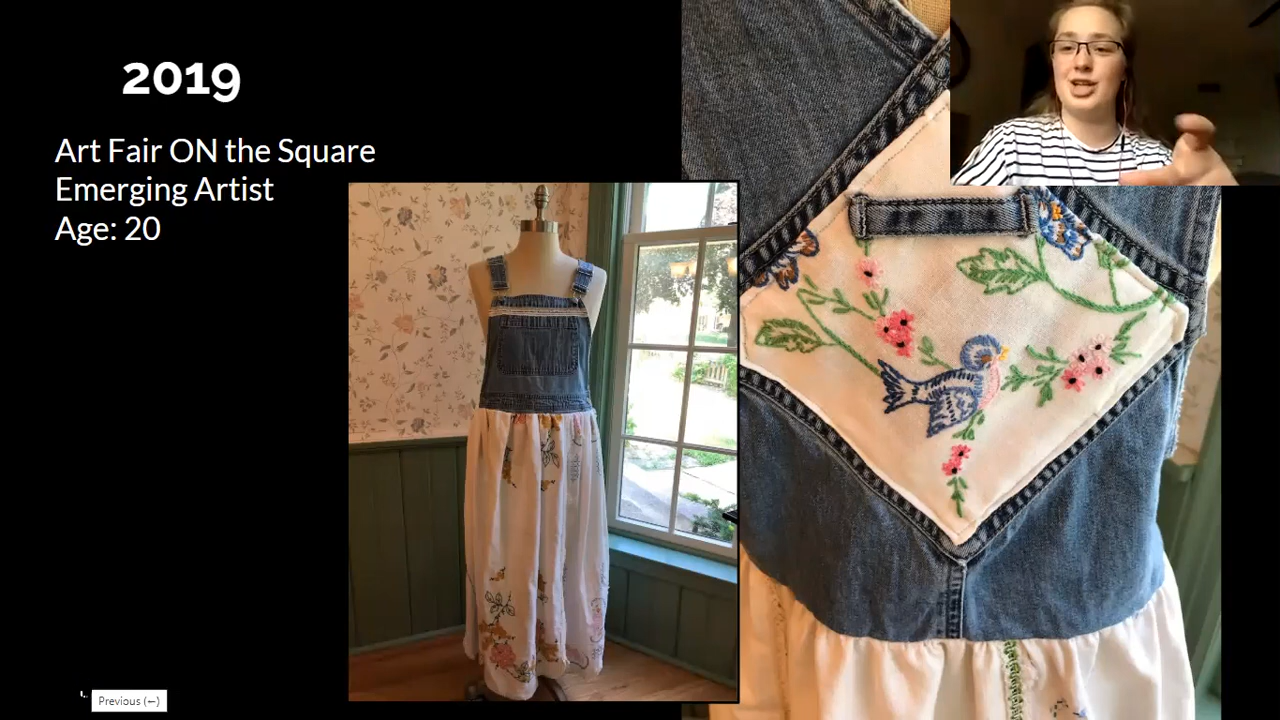 2019
Art Fair ON the Square
Emerging Artist
Age: 20
Previous (←)